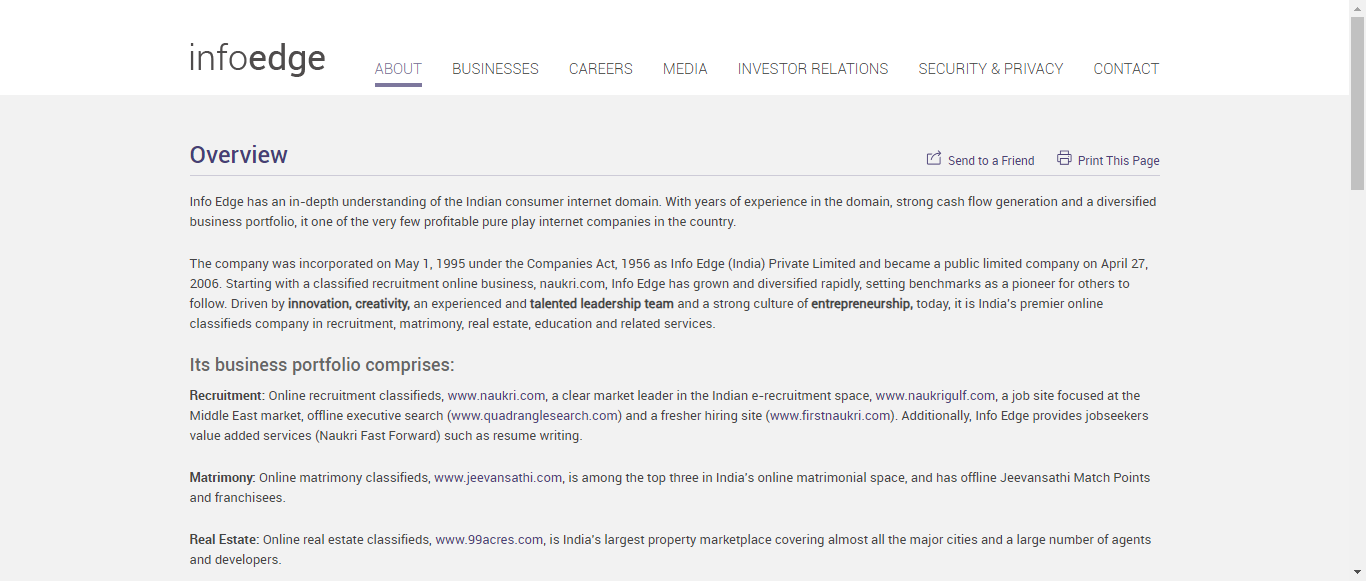 infoedge
ABOUT BUSINESSES CAREERS MEDIA INVESTOR RELATIONS SECURITY & PRIVACY CONTACT
Overview
Send to a Friend Print This Page
Info Edge has an in-depth understanding of the Indian consumer internet domain. With years of experience in the domain, strong cash flow generation and a diversified
business portfolio, it one of the very few profitable pure play internet companies in the country.
The company was incorporated on May 1, 1995 under the Companies Act, 1956 as Info Edge (India) Private Limited and became a public limited company on April 27,
2006. Starting with a classified recruitment online business, naukri.com, Info Edge has grown and diversified rapidly, setting benchmarks as a pioneer for others to
follow. Driven by innovation, creativity, an experienced and talented leadership team and a strong culture of entrepreneurship, today, it is India's premier online
classifieds company in recruitment, matrimony, real estate, education and related services.
Its business portfolio comprises:
Recruitment: Online recruitment classifieds, www.naukri.com, a clear market leader in the Indian e-recruitment space, www.naukrigulf.com, a job site focused at the
Middle East market, offline executive search (www.quadranglesearch.com) and a fresher hiring site (www.firstnaukri.com). Additionally, Info Edge provides jobseekers
value added services (Naukri Fast Forward) such as resume writing.
Matrimony: Online matrimony classifieds, www.jeevansathi.com, is among the top three in India's online matrimonial space, and has offline Jeevansathi Match Points
and franchisees.
Real Estate: Online real estate classifieds, www.99acres.com, is India's largest property marketplace covering almost all the major cities and a large number of agents
and developers.